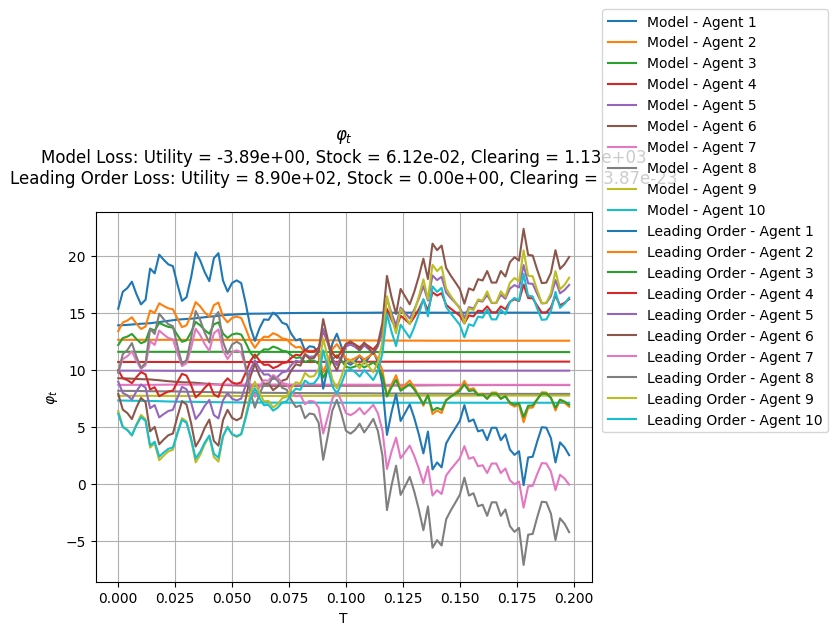 φₜ
Model Loss: Utility = -3.89e+00, Stock = 6.12e-02, Clearing = 1.13e+03
Leading Order Loss: Utility = 8.90e+02, Stock = 0.00e+00, Clearing = 3.87e-23
Model - Agent 1
Model - Agent 2
Model - Agent 3
Model - Agent 4
Model - Agent 5
Model - Agent 6
Model - Agent 7
Model - Agent 8
Model - Agent 9
Model - Agent 10
Leading Order - Agent 1
Leading Order - Agent 2
Leading Order - Agent 3
Leading Order - Agent 4
Leading Order - Agent 5
Leading Order - Agent 6
Leading Order - Agent 7
Leading Order - Agent 8
Leading Order - Agent 9
Leading Order - Agent 10
φₜ
20
15
10
5
0
−5
0.000 0.025 0.050 0.075 0.100 0.125 0.150 0.175 0.200
T